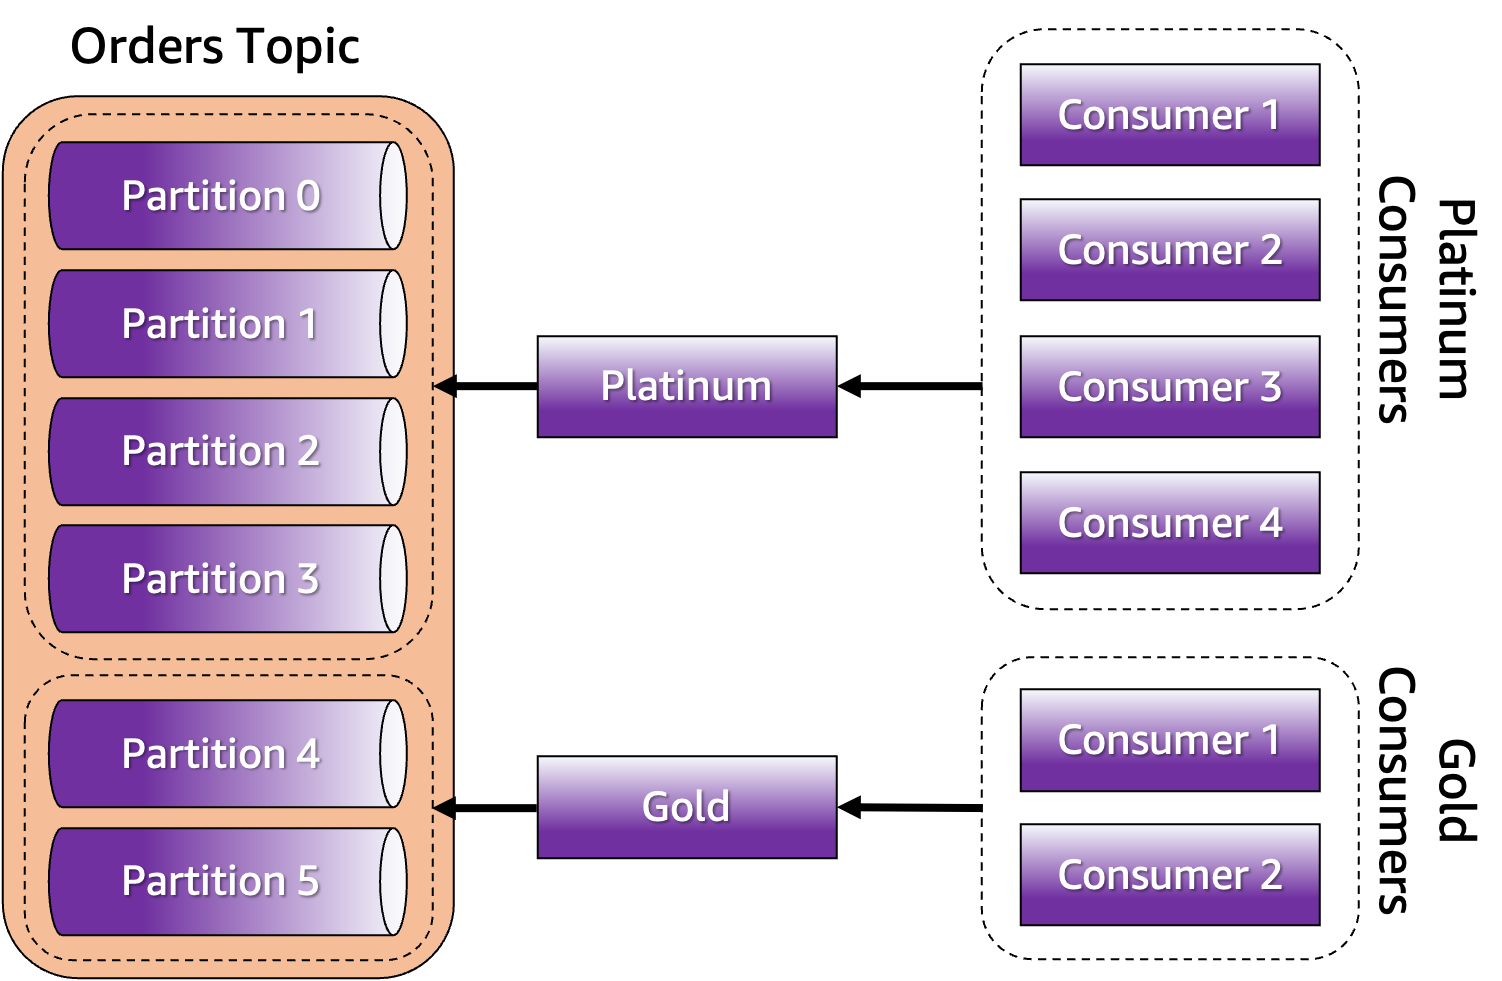 Orders Topic
Partition 0
Partition 1
Partition 2
Partition 3
Partition 4
Partition 5
Platinum
Gold
Consumer 1
Consumer 2
Consumer 3
Consumer 4
Platinum
Consumers
Consumer 1
Consumer 2
Gold
Consumers